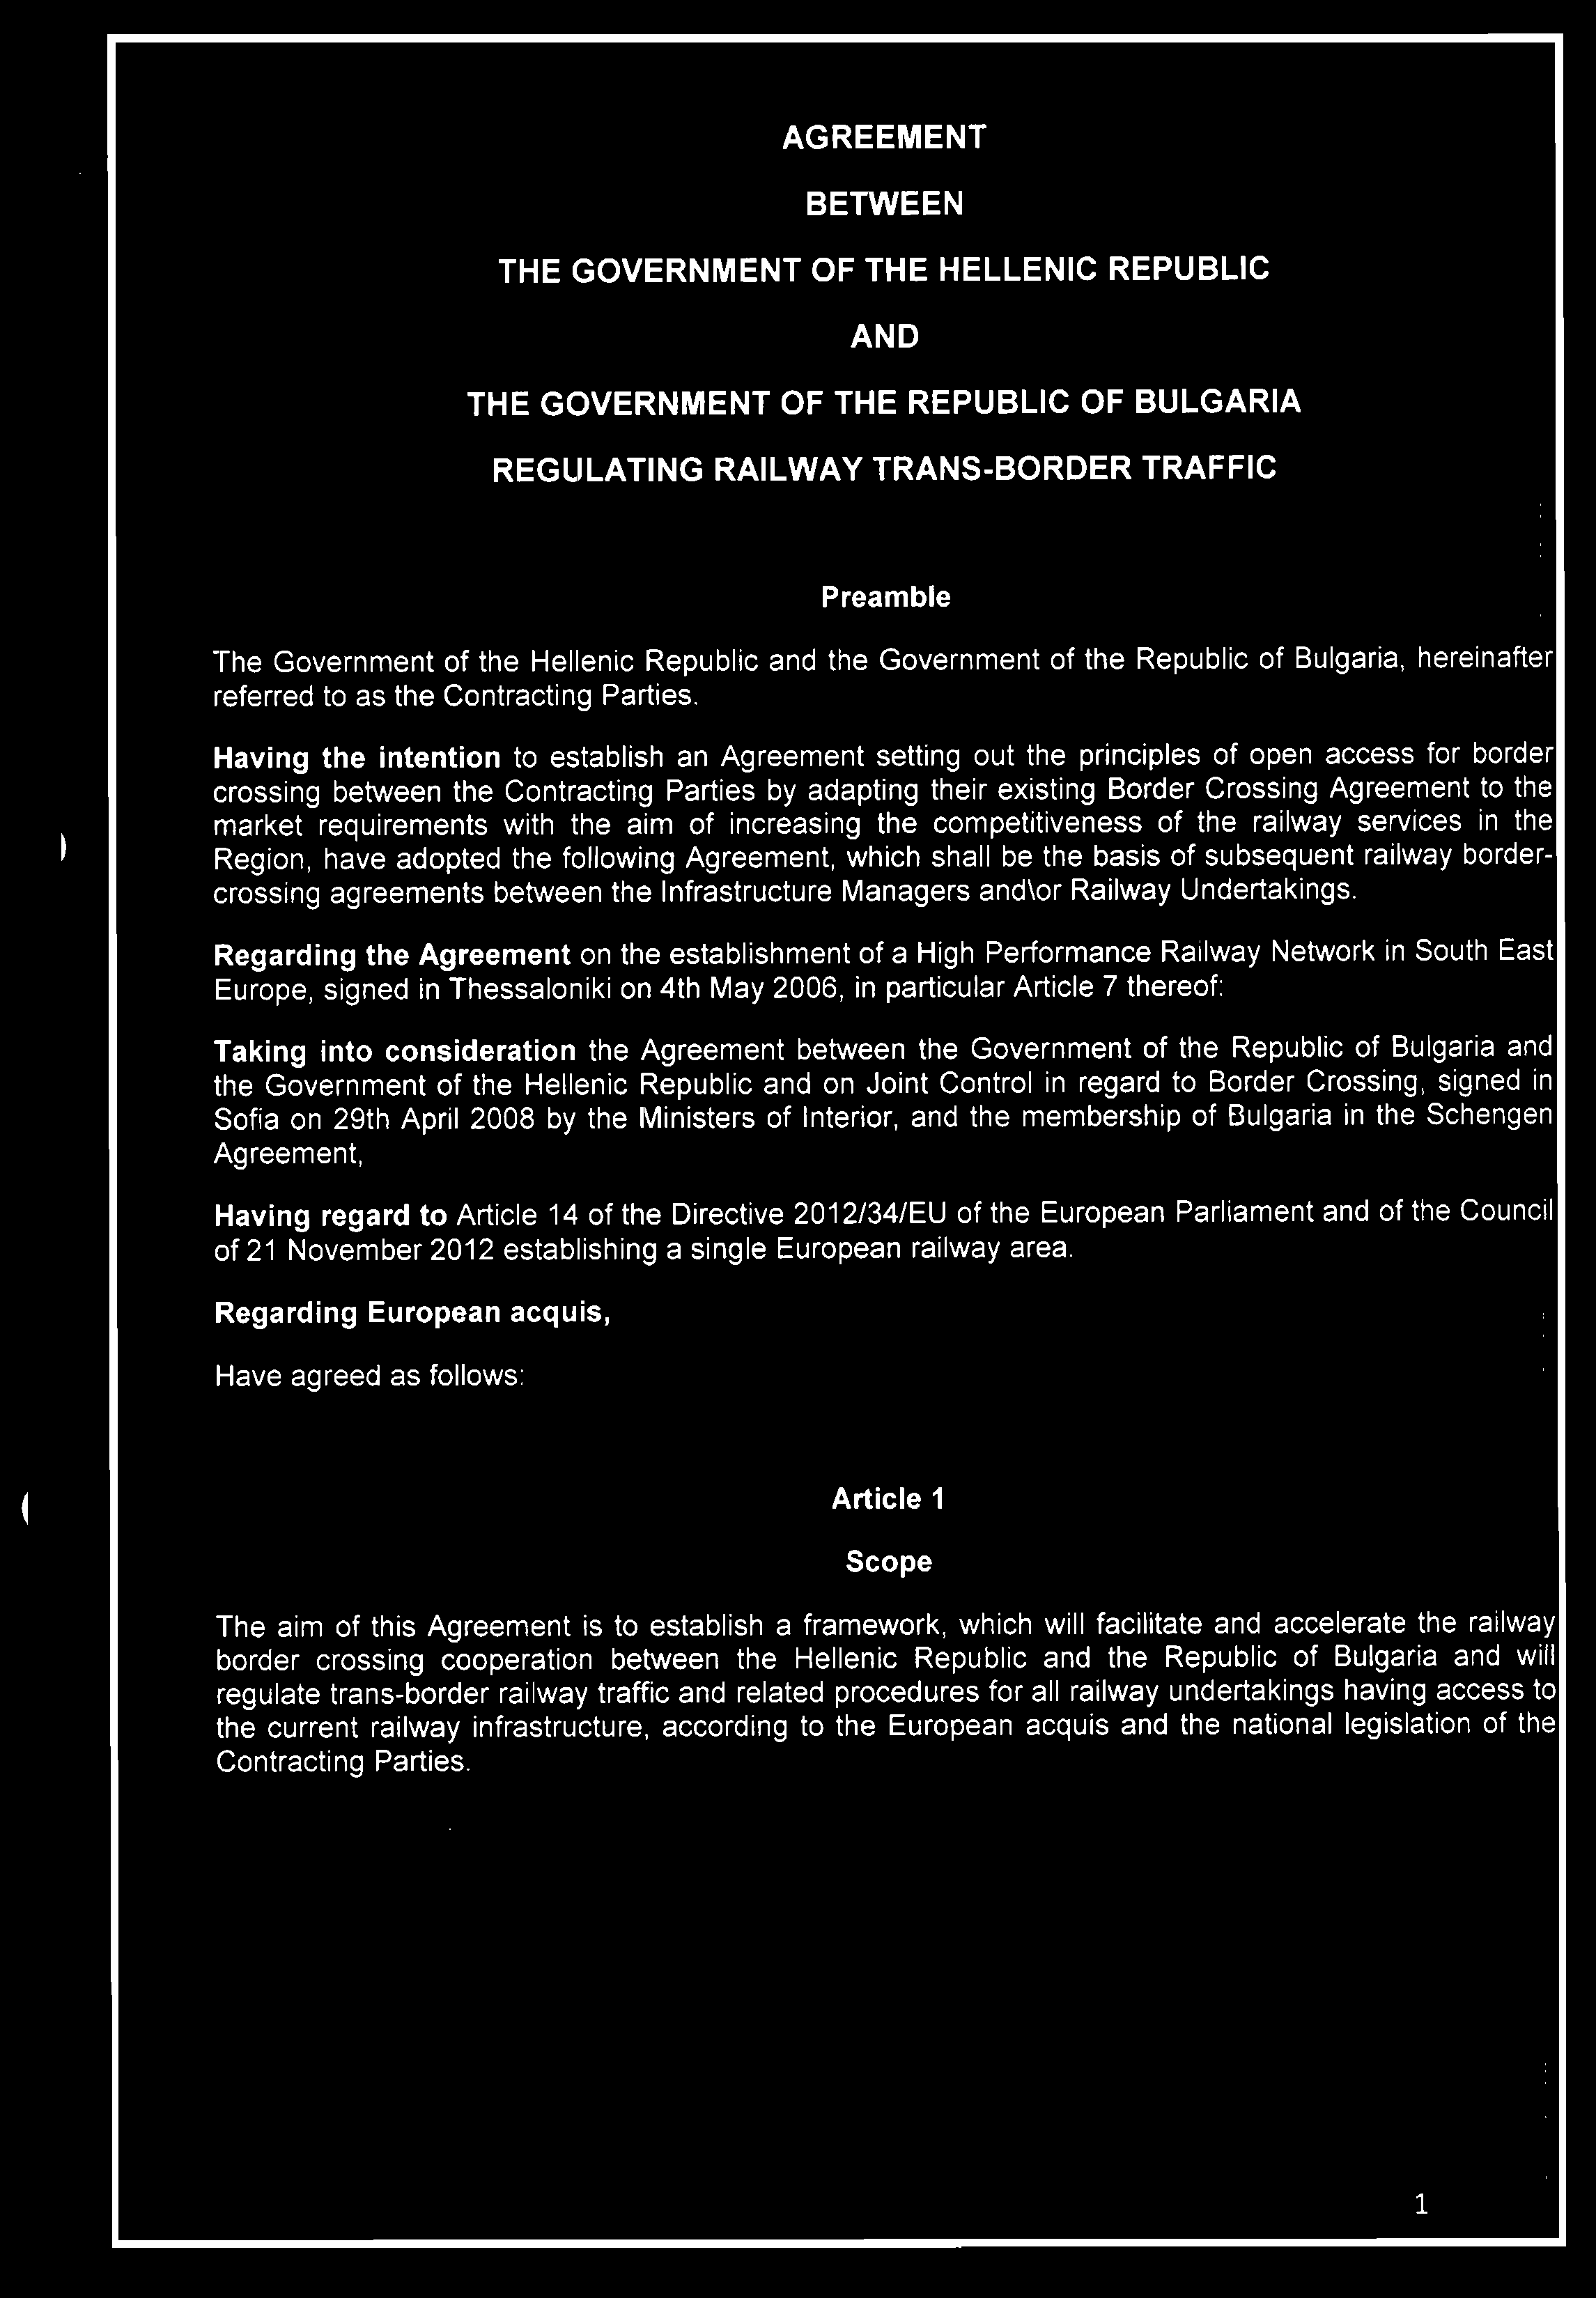 AGREEMENT
BETWEEN
THE GOVERNMENT OF THE HELLENIC REPUBLIC
AND
THE GOVERNMENT OF THE REPUBLIC OF BULGARIA
REGULATING RAILWAY TRANS-BORDER TRAFFIC
Preamble
The Government of the Hellenic Republic and the Government of the Republic of Bulgaria, hereinafter
referred to as the Contracting Parties.
Having the intention to establish an Agreement setting out the principles of open access for border
crossing between the Contracting Parties by adapting their existing Border Crossing Agreement to the
market requirements with the aim of increasing the competitiveness of the railway services in the
Region, have adopted the following Agreement, which shall be the basis of subsequent railway border-
crossing agreements between the Infrastructure Managers and\or Railway Undertakings.
Regarding the Agreement on the establishment of a High Performance Railway Network in South East
Europe, signed in Thessaloniki on 4th May 2006, in particular Article 7 thereof:
Taking into consideration the Agreement between the Government of the Republic of Bulgaria and
the Government of the Hellenic Republic and on Joint Control in regard to Border Crossing, signed in
Sofia on 29th April 2008 by the Ministers of Interior, and the membership of Bulgaria in the Schengen
Agreement,
Having regard to Article 14 of the Directive 2012/34/EU of the European Parliament and of the Council
of 21 November 2012 establishing a single European railway area.
Regarding European acquis,
Have agreed as follows:
Article 1
Scope
The aim of this Agreement is to establish a framework, which will facilitate and accelerate the railway
border crossing cooperation between the Hellenic Republic and the Republic of Bulgaria and will
regulate trans-border railway traffic and related procedures for all railway undertakings having access to
the current railway infrastructure, according to the European acquis and the national legislation of the
Contracting Parties.
1